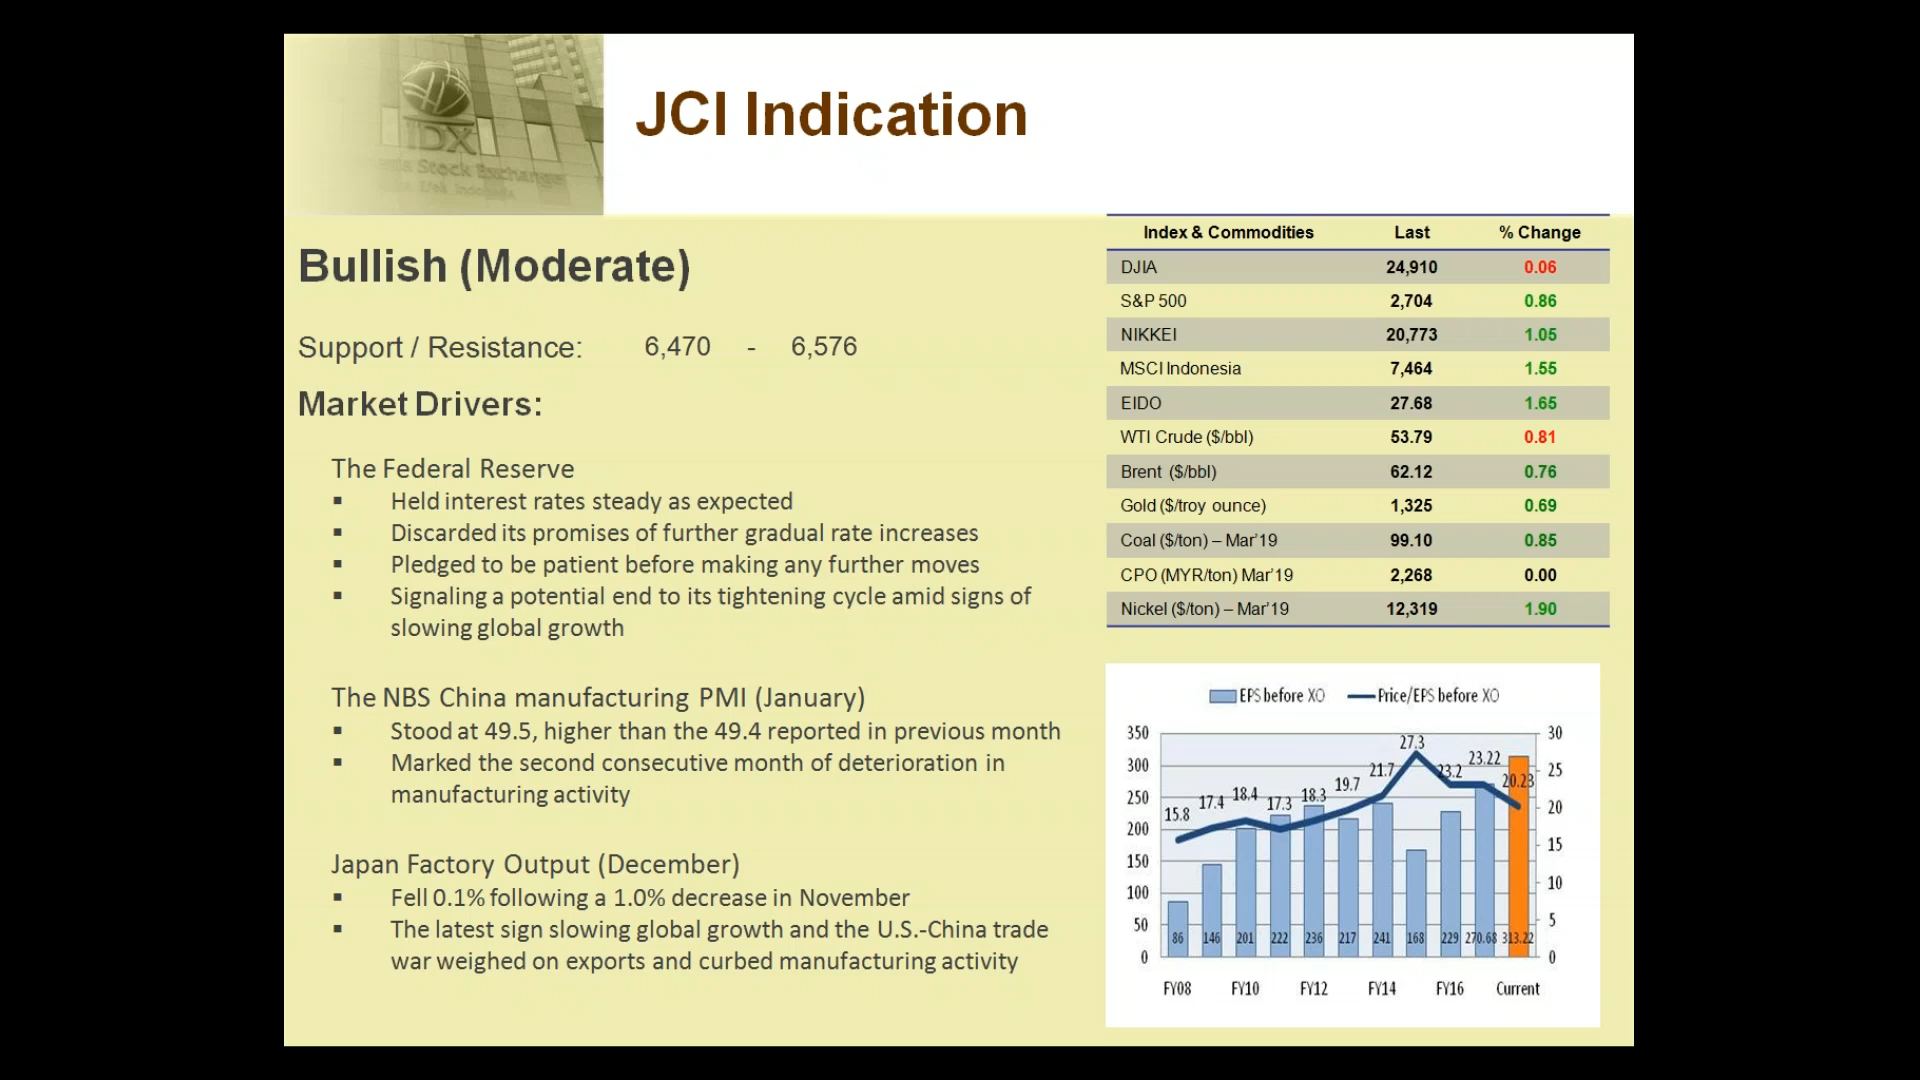 IDX
Stock Exchange
JCI Indication
Bullish (Moderate)
Support / Resistance: 6,470 - 6,576
Market Drivers:
The Federal Reserve
▪ Held interest rates steady as expected
▪ Discarded its promises of further gradual rate increases
▪ Pledged to be patient before making any further moves
▪ Signaling a potential end to its tightening cycle amid signs of
slowing global growth
The NBS China manufacturing PMI (January)
▪ Stood at 49.5, higher than the 49.4 reported in previous month
▪ Marked the second consecutive month of deterioration in
manufacturing activity
Japan Factory Output (December)
▪ Fell 0.1% following a 1.0% decrease in November
▪ The latest sign slowing global growth and the U.S.-China trade
war weighed on exports and curbed manufacturing activity
Index & Commodities Last % Change
DJIA 24,910 0.06
S&P 500 2,704 0.86
NIKKEI 20,773 1.05
MSCI Indonesia 7,464 1.55
EIDO 27.68 1.65
WTI Crude ($/bbl) 53.79 0.81
Brent ($/bbl) 62.12 0.76
Gold ($/troy ounce) 1,325 0.69
Coal ($/ton) – Mar'19 99.10 0.85
CPO (MYR/ton) Mar'19 2,268 0.00
Nickel ($/ton) – Mar'19 12,319 1.90
EPS before XO Price/EPS before XO
350
300
250
200
150
100
50
0
15.8 17.4 18.4 17.3 18.3 19.7 21.7 27.3 23.2 23.22 20.23
86 146 201 222 236 217 241 168 229 270.68 313.22
30
25
20
15
10
5
0
FY08 FY10 FY12 FY14 FY16 Current